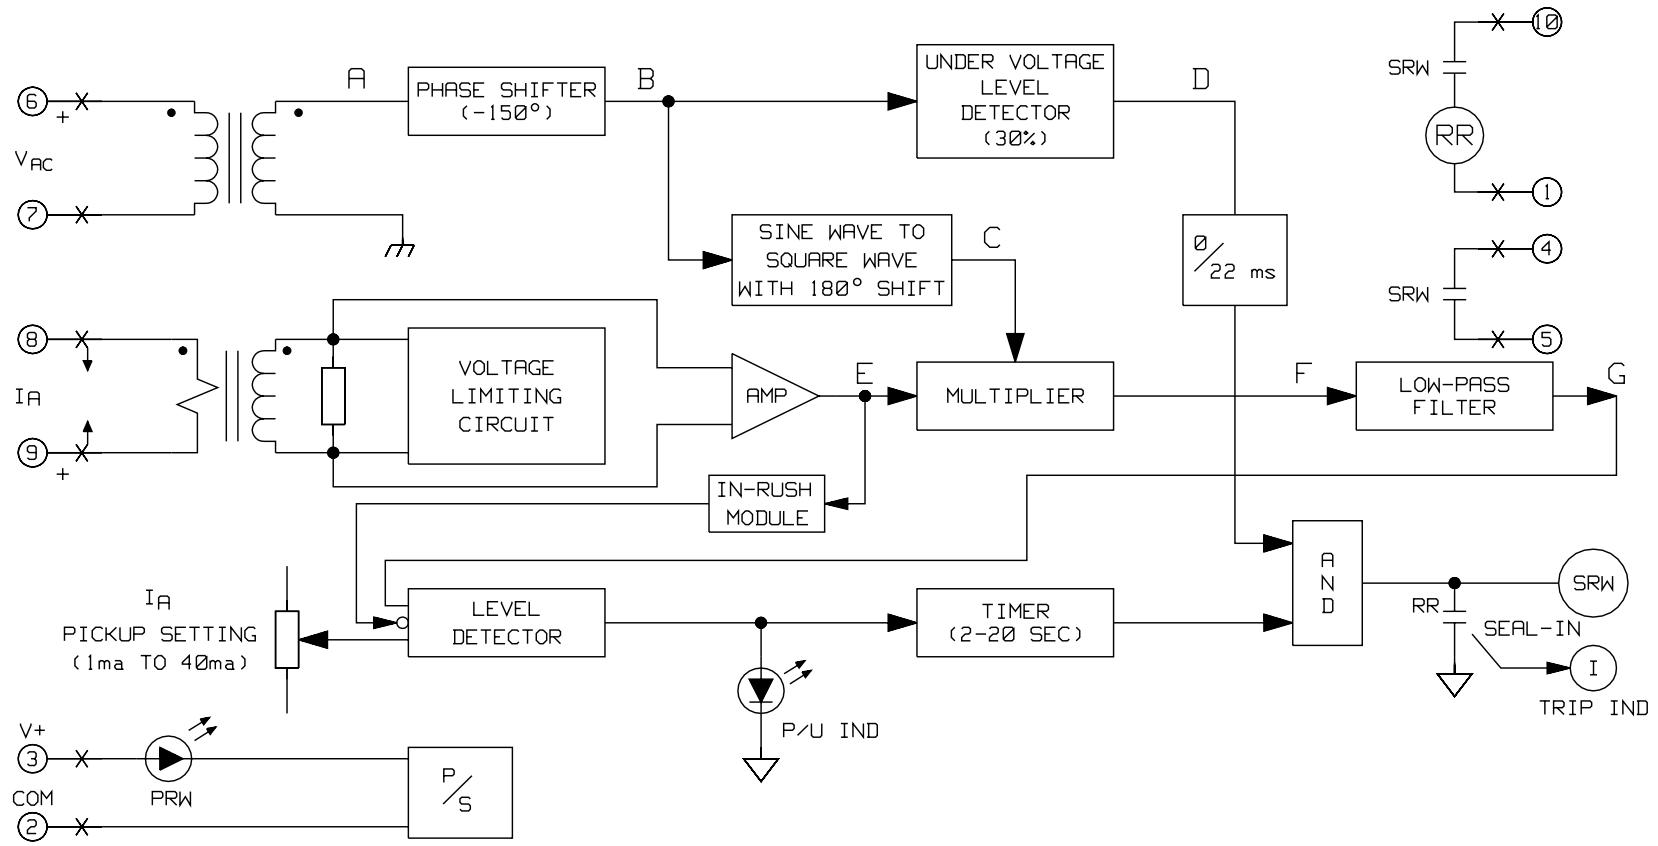 A
B
D
C
6
+
V AC
7
PHASE SHIFTER
(-150°)
UNDER VOLTAGE
LEVEL
DETECTOR
(30%)
10
SRW
RR
1
SINE WAVE TO
SQUARE WAVE
WITH 180° SHIFT
0/22 ms
4
SRW
5
8
IA
9
+
VOLTAGE
LIMITING
CIRCUIT
AMP
E
MULTIPLIER
F
LOW-PASS
FILTER
G
IN-RUSH
MODULE
IA
PICKUP SETTING
(1ma TO 40ma)
LEVEL
DETECTOR
TIMER
(2-20 SEC)
AND
SRW
RR
SEAL-IN
I
TRIP IND
P/U IND
V+
3
PRW
COM
2
P/S